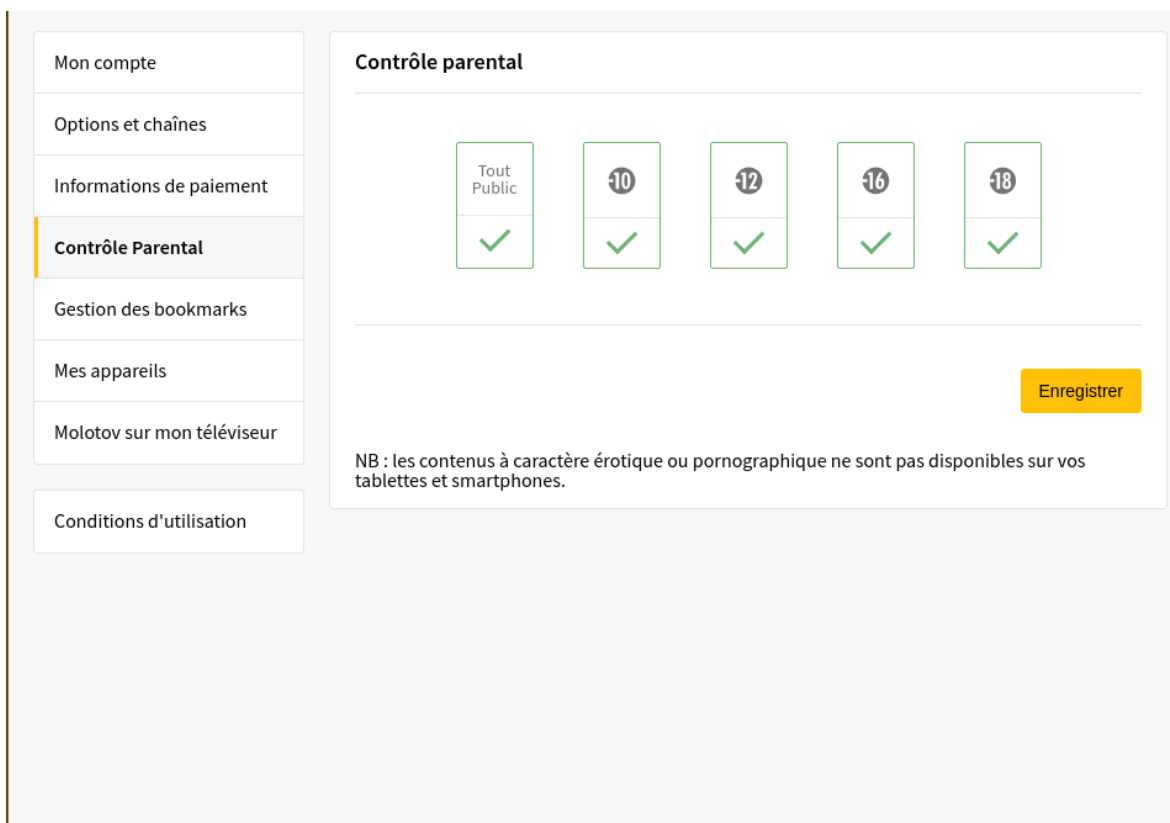 Mon compte
Options et chaînes
Informations de paiement
Contrôle Parental
Gestion des bookmarks
Mes appareils
Molotov sur mon téléviseur
Conditions d'utilisation
Contrôle parental
Tout
Public
-10
-12
-16
-18
Enregistrer
NB : les contenus à caractère érotique ou pornographique ne sont pas disponibles sur vos
tablettes et smartphones.